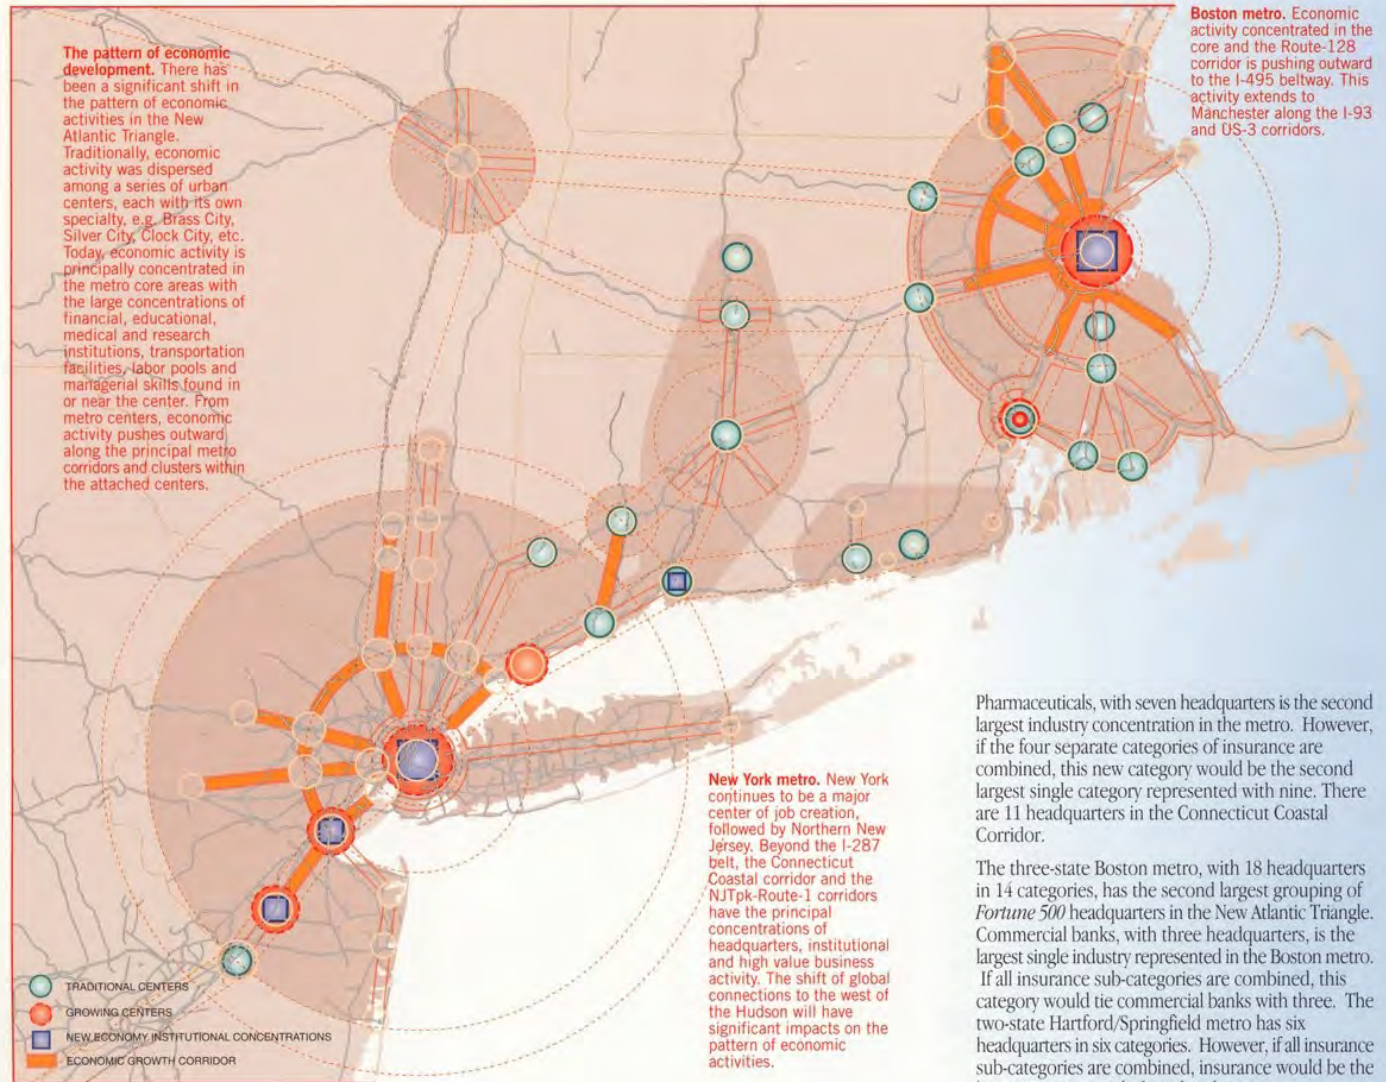 The pattern of economic
development. There has
been a significant shift in
the pattern of economic
activities in the New
Atlantic Triangle.
Traditionally, economic
activity was dispersed
among a series of urban
centers, each with its own
specialty, e.g. Brass City,
Silver City, Clock City, etc.
Today, economic activity is
principally concentrated in
the metro core areas with
the large concentrations of
financial, educational,
medical and research
institutions, transportation
facilities, labor pools and
managerial skills found in
or near the center. From
metro centers, economic
activity pushes outward
along the principal metro
corridors and clusters within
the attached centers.
Boston metro. Economic
activity concentrated in the
core and the Route-128
corridor is pushing outward
to the I-495 beltway. This
activity extends to
Manchester along the I-93
and US-3 corridors.
New York metro. New York
continues to be a major
center of job creation,
followed by Northern New
Jersey. Beyond the I-287
belt, the Connecticut
Coastal corridor and the
NJTpk-Route-1 corridors
have the principal
concentrations of
headquarters, institutional
and high value business
activity. The shift of global
connections to the west of
the Hudson will have
significant impacts on the
pattern of economic
activities.
Pharmaceuticals, with seven headquarters is the second
largest industry concentration in the metro. However,
if the four separate categories of insurance are
combined, this new category would be the second
largest single category represented with nine. There
are 11 headquarters in the Connecticut Coastal
Corridor.
The three-state Boston metro, with 18 headquarters
in 14 categories, has the second largest grouping of
Fortune 500 headquarters in the New Atlantic Triangle.
Commercial banks, with three headquarters, is the
largest single industry represented in the Boston metro.
If all insurance sub-categories are combined, this
category would tie commercial banks with three. The
two-state Hartford/Springfield metro has six
headquarters in six categories. However, if all insurance
sub-categories are combined, insurance would be the
TRADITIONAL CENTERS
GROWING CENTERS
NEW ECONOMY INSTITUTIONAL CONCENTRATIONS
ECONOMIC GROWTH CORRIDOR